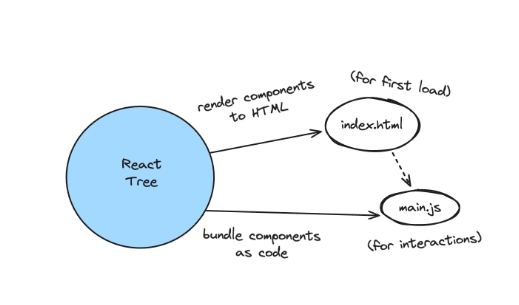 (for first load)
render components
to HTML
index.html
React
Tree
main.js
bundle components
as code
(for interactions)